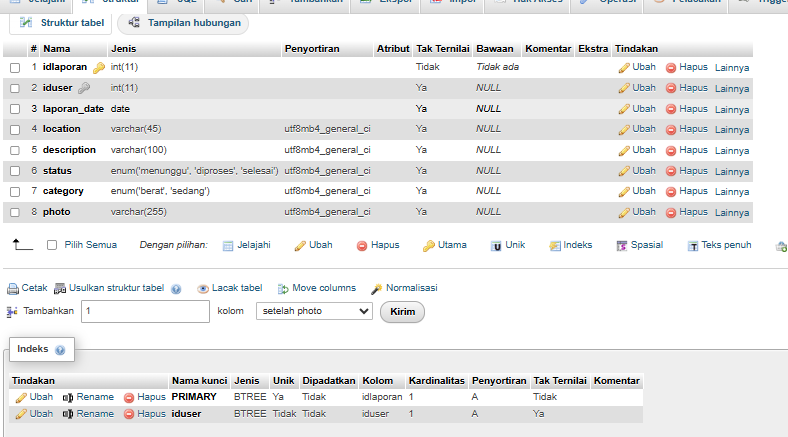 Jelajahi Struktur SQL Cari Tambahkan Ekspor Impor Hak Akses Operasi Pelacakan Trigger
Struktur tabel Tampilan hubungan
# Nama Jenis Penyortiran Atribut Tak Ternilai Bawaan Komentar Ekstra Tindakan
1 idlaporan int(11) Tidak Tidak ada Ubah Hapus Lainnya
2 iduser int(11) Ya NULL Ubah Hapus Lainnya
3 laporan_date date Ya NULL Ubah Hapus Lainnya
4 location varchar(45) utf8mb4_general_ci Ya NULL Ubah Hapus Lainnya
5 description varchar(100) utf8mb4_general_ci Ya NULL Ubah Hapus Lainnya
6 status enum('menunggu', 'diproses', 'selesai') utf8mb4_general_ci Ya NULL Ubah Hapus Lainnya
7 category enum('berat', 'sedang') utf8mb4_general_ci Ya NULL Ubah Hapus Lainnya
8 photo varchar(255) utf8mb4_general_ci Ya NULL Ubah Hapus Lainnya
Pilih Semua Dengan pilihan: Jelajahi Ubah Hapus Utama Unik Indeks Spasial Teks penuh
Cetak Usulkan struktur tabel Lacak tabel Move columns Normalisasi
Tambahkan 1 kolom setelah photo Kirim
Indeks
Tindakan Nama kunci Jenis Unik Dipadatkan Kolom Kardinalitas Penyortiran Tak Ternilai Komentar
Ubah Rename Hapus PRIMARY BTREE Ya Tidak idlaporan 1 A Tidak
Ubah Rename Hapus iduser BTREE Tidak Tidak iduser 1 A Ya